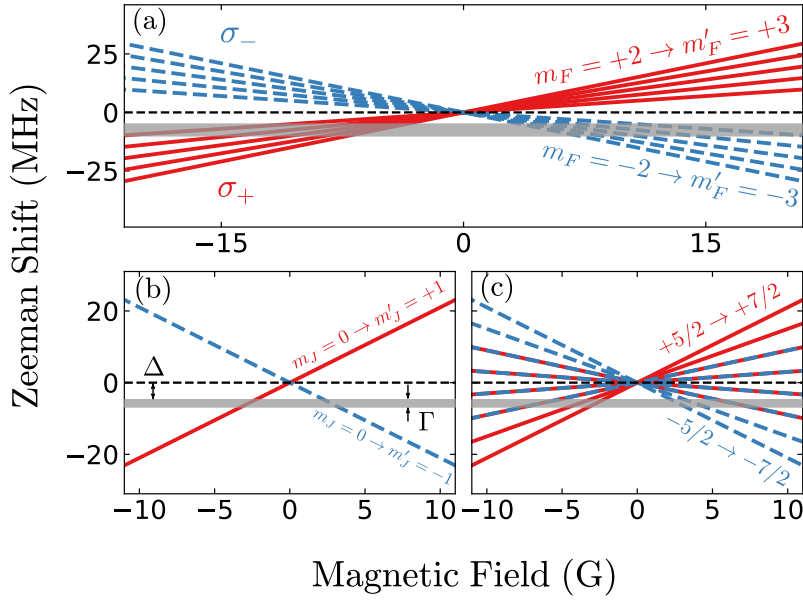 (a)
σ₋
m_F = +2 → m′_F = +3
25
0
−25
σ₊
m_F = −2 → m′_F = −3
−15
0
15
Zeeman Shift (MHz)
(b)
m_J = 0 → m′_J = +1
20
Δ
0
Γ
m_J = 0 → m′_J = −1
−20
−10
−5
0
5
10
(c)
+5/2 → +7/2
−5/2 → −7/2
−10
−5
0
5
10
Magnetic Field (G)